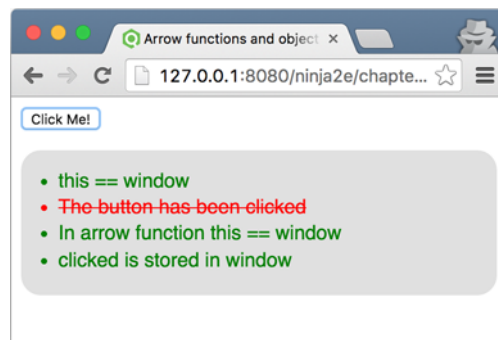 Arrow functions and object
127.0.0.1:8080/ninja2e/chapte...
Click Me!
this == window
The button has been clicked
In arrow function this == window
clicked is stored in window